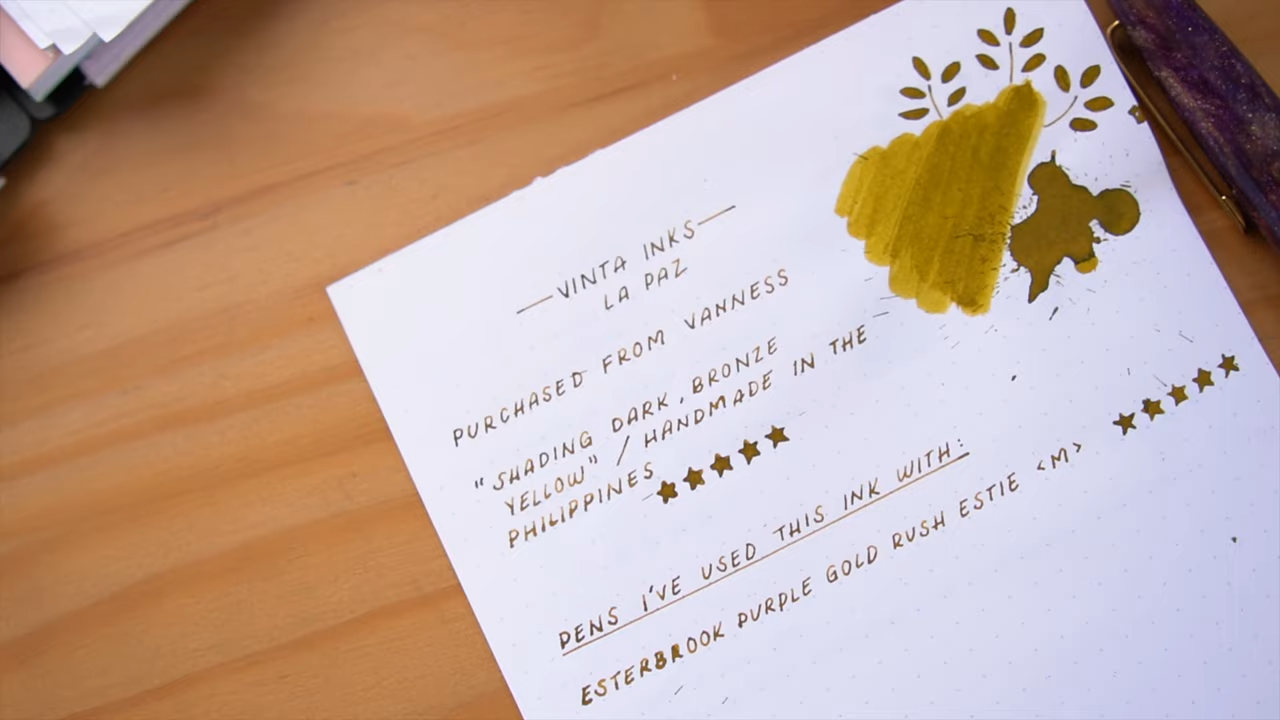 —VINTA INKS—
LA PAZ
PURCHASED FROM VANNESS
"SHADING DARK, BRONZE
YELLOW" / HANDMADE IN THE
PHILIPPINES ★★★★★
PENS I'VE USED THIS INK WITH:
ESTERBROOK PURPLE GOLD RUSH ESTIE <M> ★★★★★